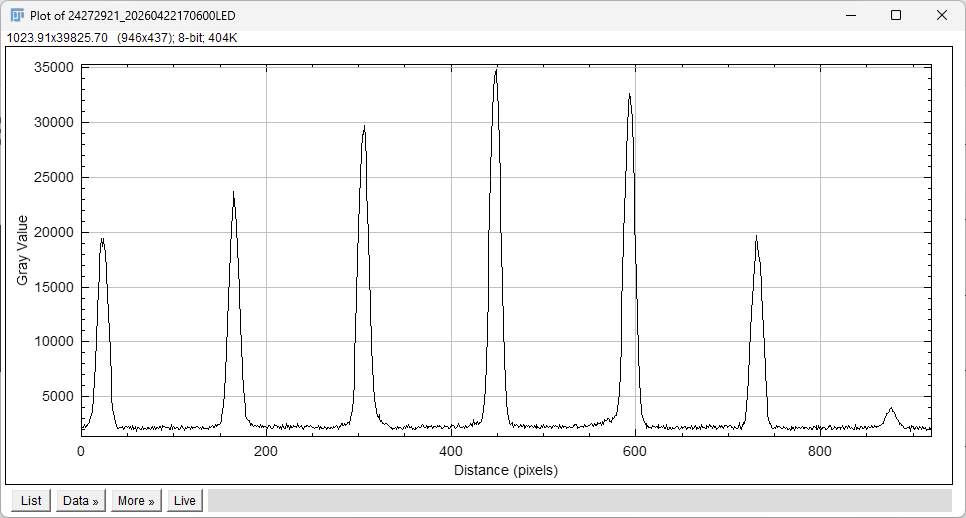 Plot of 24272921_20260422170600LED
1023.91x39825.70 (946x437); 8-bit; 404K
35000
30000
25000
20000
15000
10000
5000
Gray Value
0 200 400 600 800
Distance (pixels)
List Data » More » Live